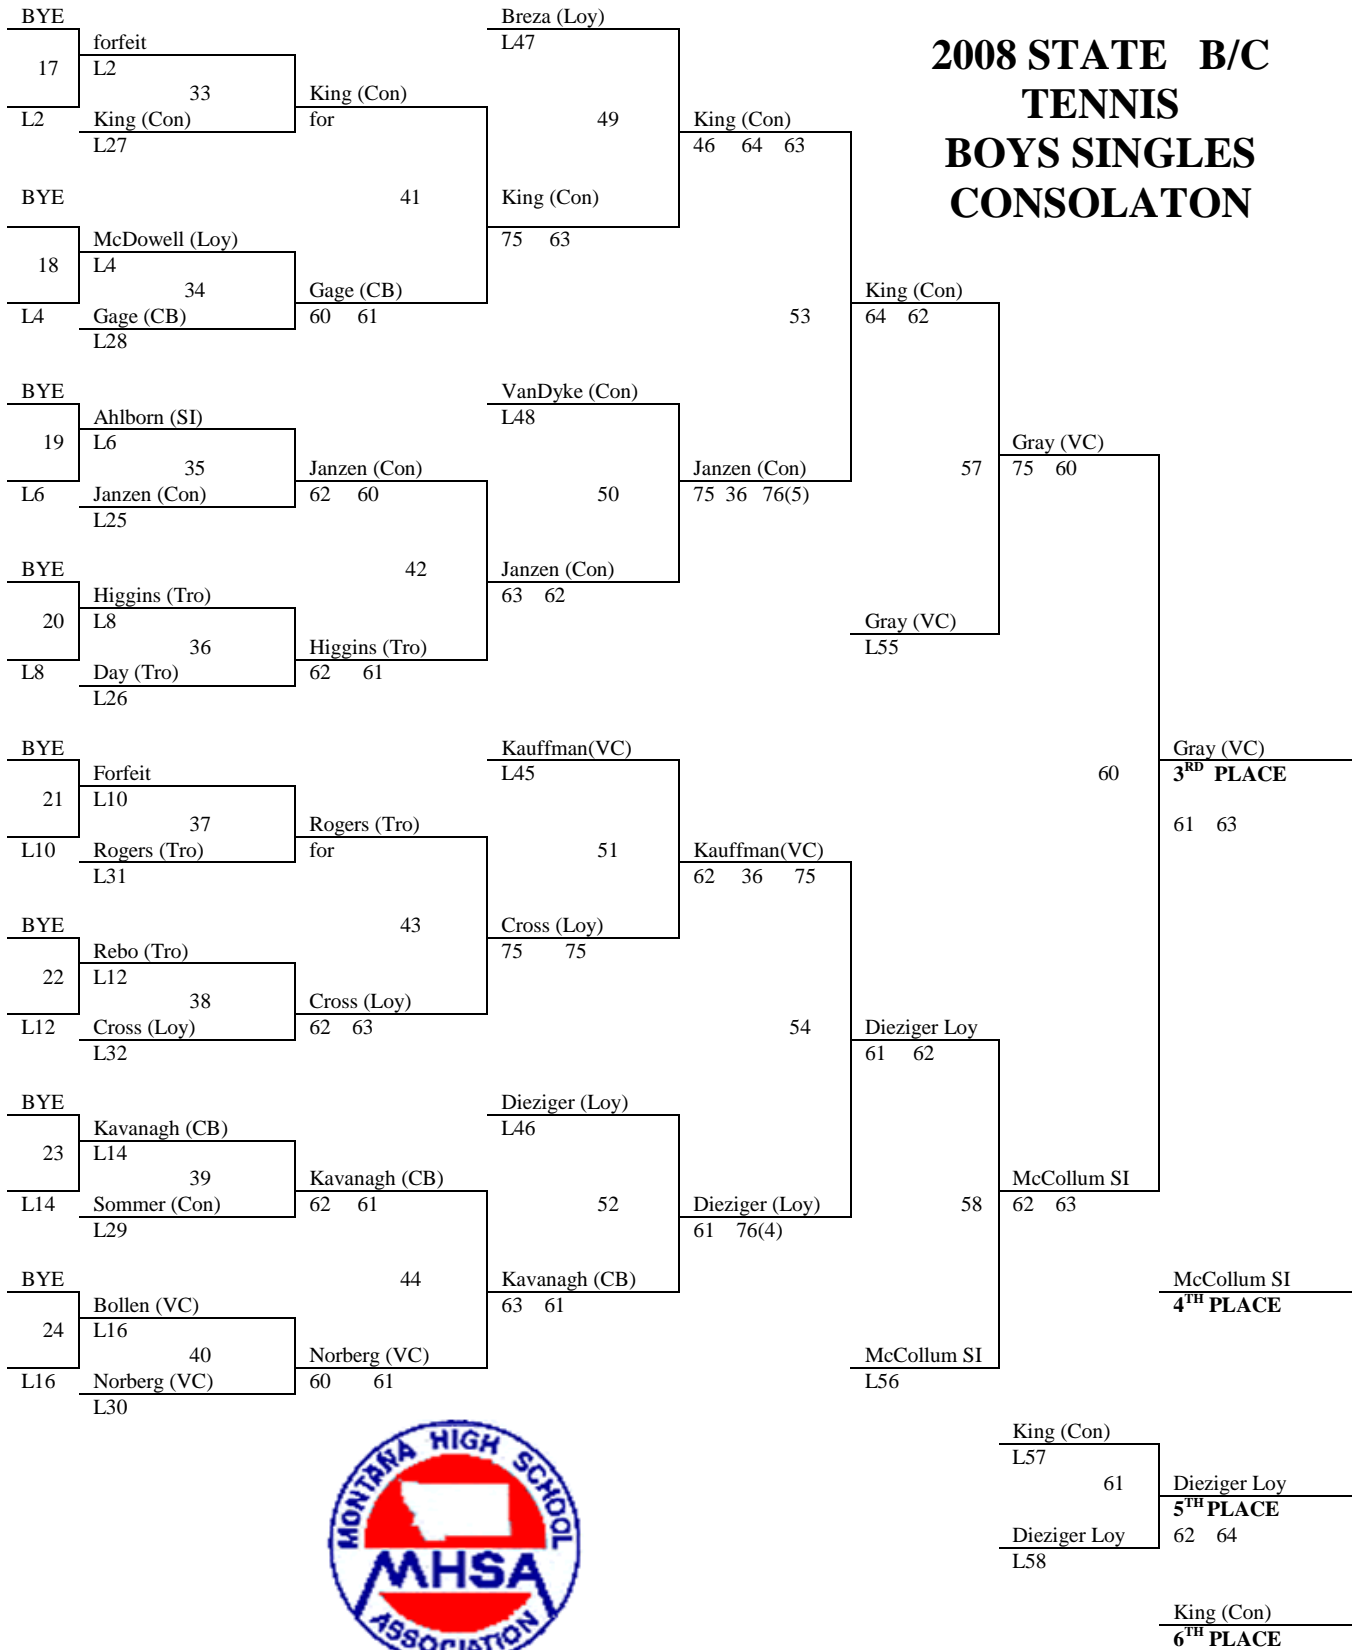 2008 STATE B/C
TENNIS
BOYS SINGLES
CONSOLATON
BYE
17
L2
forfeit
L2
33
King (Con)
L27
King (Con)
for
BYE
18
L4
McDowell (Loy)
L4
34
Gage (CB)
L28
Gage (CB)
60 61
41
Breza (Loy)
L47
49
King (Con)
75 63
King (Con)
46 64 63
BYE
19
L6
Ahlborn (SI)
L6
35
Janzen (Con)
L25
Janzen (Con)
62 60
BYE
20
L8
Higgins (Tro)
L8
36
Day (Tro)
L26
Higgins (Tro)
62 61
42
VanDyke (Con)
L48
50
Janzen (Con)
63 62
Janzen (Con)
75 36 76(5)
53
King (Con)
64 62
57
Gray (VC)
L55
Gray (VC)
75 60
BYE
21
L10
Forfeit
L10
37
Rogers (Tro)
L31
Rogers (Tro)
for
BYE
22
L12
Rebo (Tro)
L12
38
Cross (Loy)
L32
Cross (Loy)
62 63
43
Kauffman(VC)
L45
51
Cross (Loy)
75 75
Kauffman(VC)
62 36 75
BYE
23
L14
Kavanagh (CB)
L14
39
Sommer (Con)
L29
Kavanagh (CB)
62 61
BYE
24
L16
Bollen (VC)
L16
40
Norberg (VC)
L30
Norberg (VC)
60 61
44
Dieziger (Loy)
L46
52
Kavanagh (CB)
63 61
Dieziger (Loy)
61 76(4)
54
Dieziger Loy
61 62
58
McCollum SI
L56
McCollum SI
62 63
60
Gray (VC)
3RD PLACE
61 63
McCollum SI
4TH PLACE
King (Con)
L57
61
Dieziger Loy
L58
Dieziger Loy
5TH PLACE
62 64
King (Con)
6TH PLACE
MONTANA HIGH SCHOOL
MHSA
ASSOCIATION